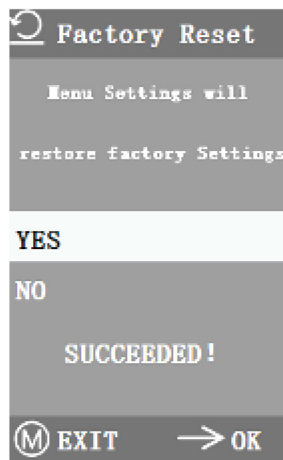 Factory Reset
Menu Settings will
restore factory Settings
YES
NO
SUCCEEDED!
M EXIT → OK